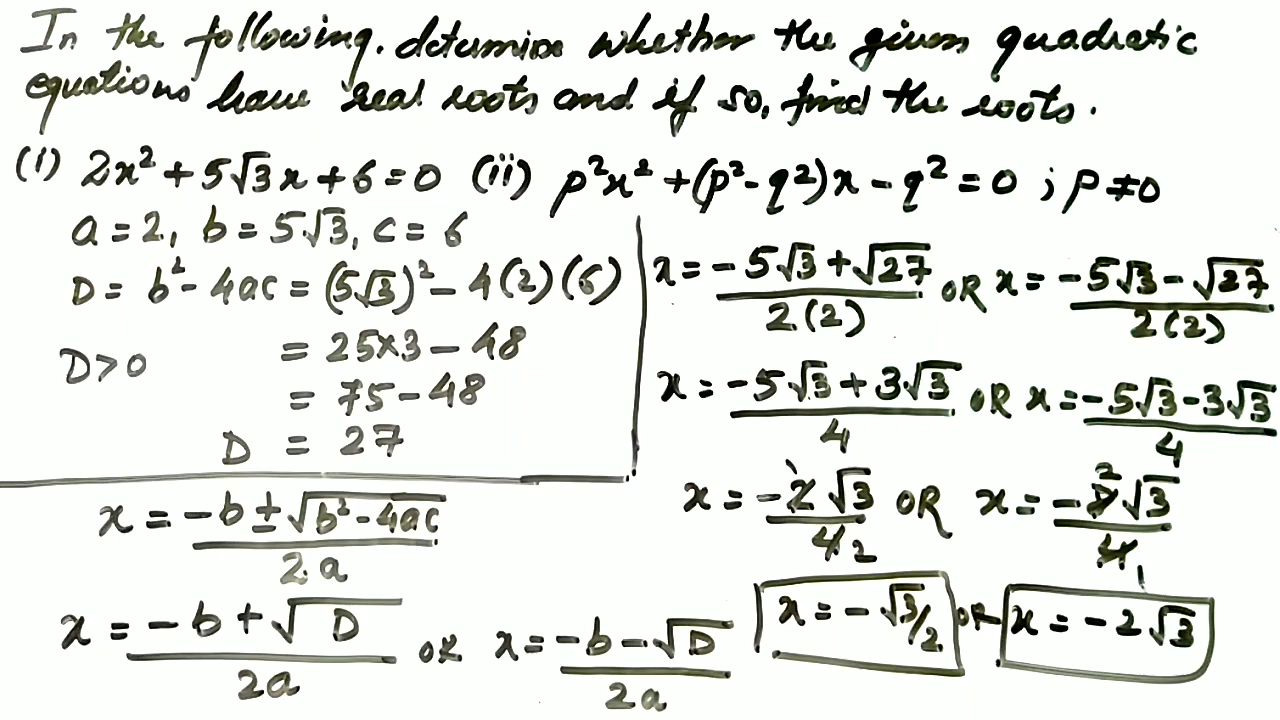 In the following, determine whether the given quadratic
equations have real roots and if so, find the roots.
(i) 2x² + 5√3x + 6 = 0 (ii) p²x² + (p² - q²)x - q² = 0 ; p ≠ 0
a = 2, b = 5√3, c = 6
D = b² - 4ac = (5√3)² - 4(2)(6)
= 25×3 - 48
D>0
= 75 - 48
D = 27
x = -b ± √b² - 4ac / 2a
x = -b + √D / 2a or x = -b - √D / 2a
x = -5√3 + √27 / 2(2) OR x = -5√3 - √27 / 2(2)
x = -5√3 + 3√3 / 4 OR x = -5√3 - 3√3 / 4
x = -2√3 / 4 2 OR x = -8 2√3 / 4 1
x = -√3/2 or x = -2√3